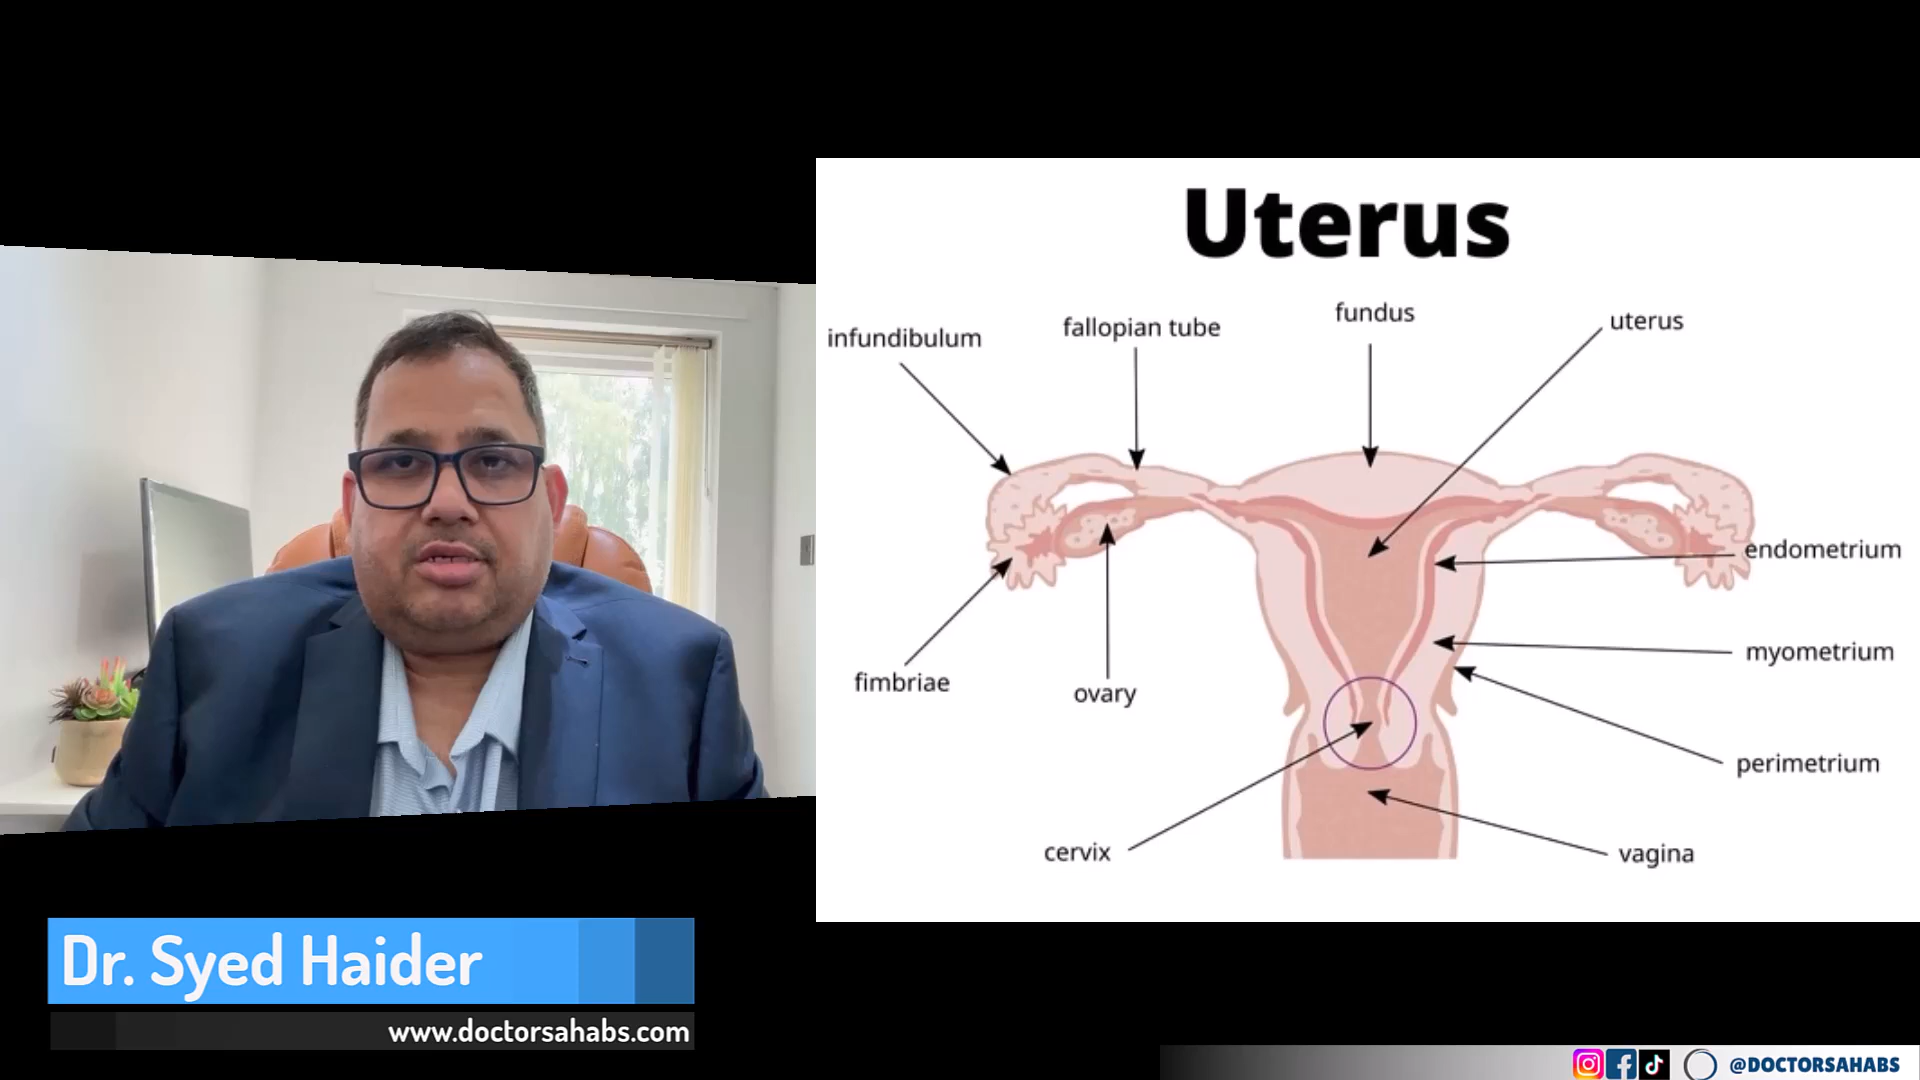 Uterus
infundibulum
fallopian tube
fundus
uterus
endometrium
myometrium
perimetrium
fimbriae
ovary
cervix
vagina
Dr. Syed Haider
www.doctorsahabs.com
@DOCTORSAHABS